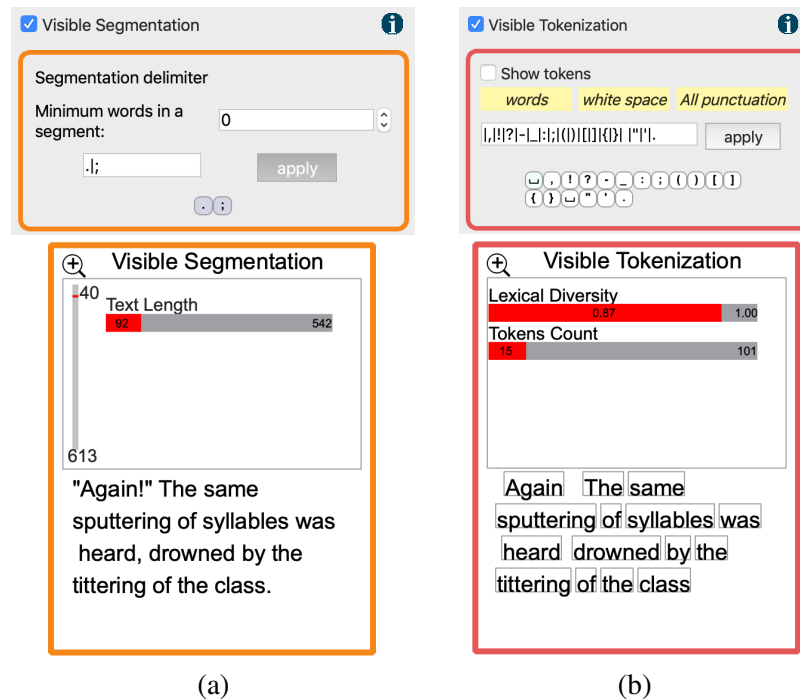 Visible Segmentation
Segmentation delimiter
Minimum words in a
segment:
0
.|;
apply
. ;
Visible Segmentation
40
Text Length
92 542
613
"Again!" The same
sputtering of syllables was
heard, drowned by the
tittering of the class.
(a)
Visible Tokenization
Show tokens
words white space All punctuation
|,|!|?|-|_|:|;|(|)|[|]|{|}| |"|'|.
apply
␣ , ! ? - _ : ; ( ) [ ]
{ } ␣ " ' .
Visible Tokenization
Lexical Diversity
0.87 1.00
Tokens Count
15 101
Again The same
sputtering of syllables was
heard drowned by the
tittering of the class
(b)